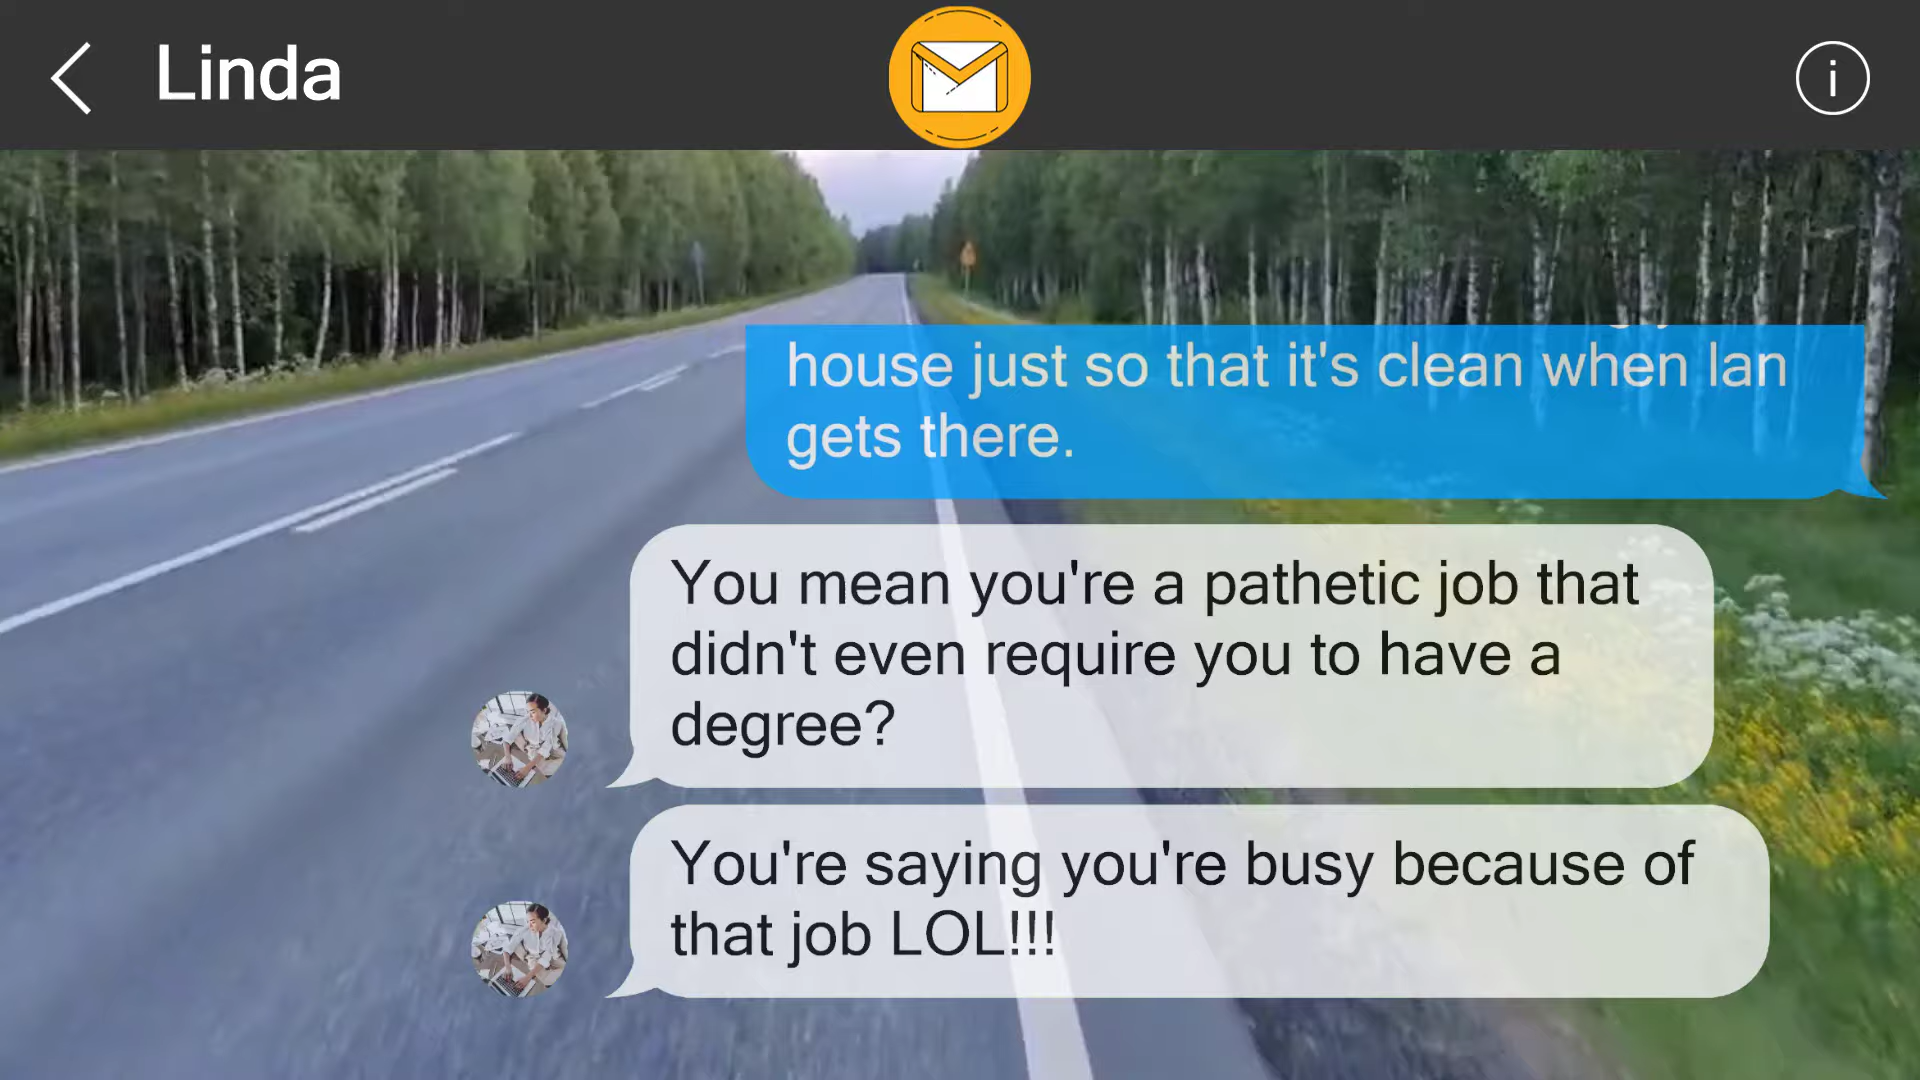 Linda
i
house just so that it's clean when Ian
gets there.
You mean you're a pathetic job that
didn't even require you to have a
degree?
You're saying you're busy because of
that job LOL!!!